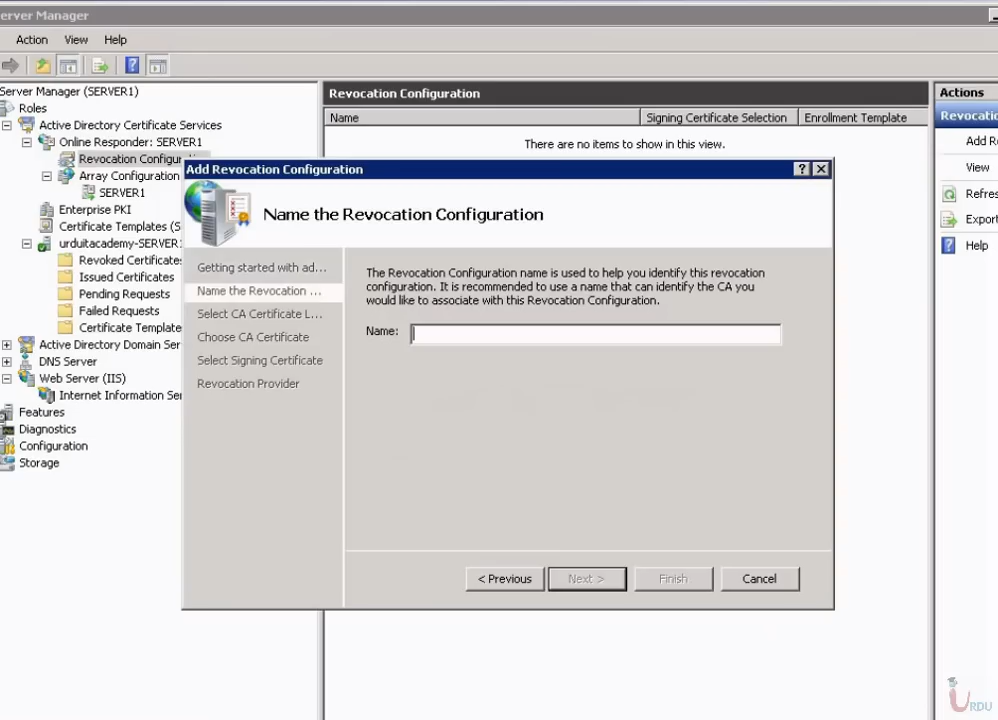 erver Manager
Action View Help
Server Manager (SERVER1)
Roles
Active Directory Certificate Services
Online Responder: SERVER1
Revocation Configu
Array Configuration
SERVER1
Enterprise PKI
Certificate Templates (S
urduitacademy-SERVER1
Revoked Certificate
Issued Certificates
Pending Requests
Failed Requests
Certificate Template
Active Directory Domain Ser
DNS Server
Web Server (IIS)
Internet Information Se
Features
Diagnostics
Configuration
Storage
Revocation Configuration
Name Signing Certificate Selection Enrollment Template
There are no items to show in this view.
Add Revocation Configuration
Name the Revocation Configuration
Getting started with ad...
Name the Revocation ...
Select CA Certificate L...
Choose CA Certificate
Select Signing Certificate
Revocation Provider
The Revocation Configuration name is used to help you identify this revocation
configuration. It is recommended to use a name that can identify the CA you
would like to associate with this Revocation Configuration.
Name:
< Previous Next > Finish Cancel
Actions
Revocatio
Add R
View
Refres
Export
Help
URDU